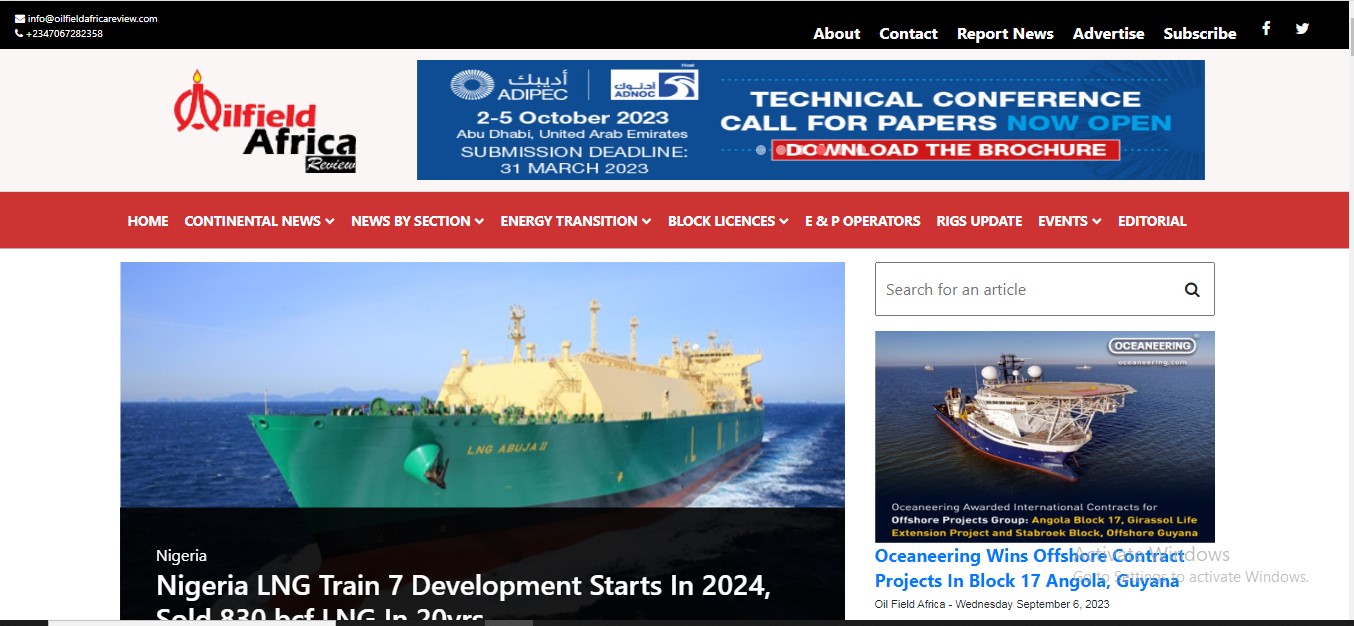 info@oilfieldafricareview.com
+2347067282358
About Contact Report News Advertise Subscribe
Oilfield
Africa
Review
أديبك
ADIPEC
أدنوك
ADNOC
2-5 October 2023
Abu Dhabi, United Arab Emirates
SUBMISSION DEADLINE:
31 MARCH 2023
TECHNICAL CONFERENCE
CALL FOR PAPERS NOW OPEN
DOWNLOAD THE BROCHURE
HOME CONTINENTAL NEWS NEWS BY SECTION ENERGY TRANSITION BLOCK LICENCES E & P OPERATORS RIGS UPDATE EVENTS EDITORIAL
LNG ABUJA II
Nigeria
Nigeria LNG Train 7 Development Starts In 2024,
Sold 830 bcf LNG In 20yrs
Search for an article
OCEANEERING
oceaneering.com
Oceaneering Awarded International Contracts for
Offshore Projects Group: Angola Block 17, Girassol Life
Extension Project and Stabroek Block, Offshore Guyana
Oceaneering Wins Offshore Contract
Projects In Block 17 Angola, Guyana
Oil Field Africa - Wednesday September 6, 2023
Activate Windows
Go to Settings to activate Windows.